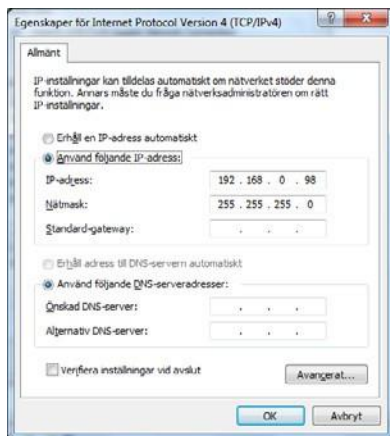 Egenskaper för Internet Protocol Version 4 (TCP/IPv4)
Allmänt
IP-inställningar kan tilldelas automatiskt om nätverket stöder denna
funktion. Annars måste du fråga nätverksadministratören om rätt
IP-inställningar.
Erhåll en IP-adress automatiskt
Använd följande IP-adress:
IP-adress: 192 . 168 . 0 . 98
Nätmask: 255 . 255 . 255 . 0
Standard-gateway: . . .
Erhåll adress till DNS-servern automatiskt
Använd följande DNS-serveradresser:
Önskad DNS-server: . . .
Alternativ DNS-server: . . .
Verifiera inställningar vid avslut
Avancerat...
OK Avbryt